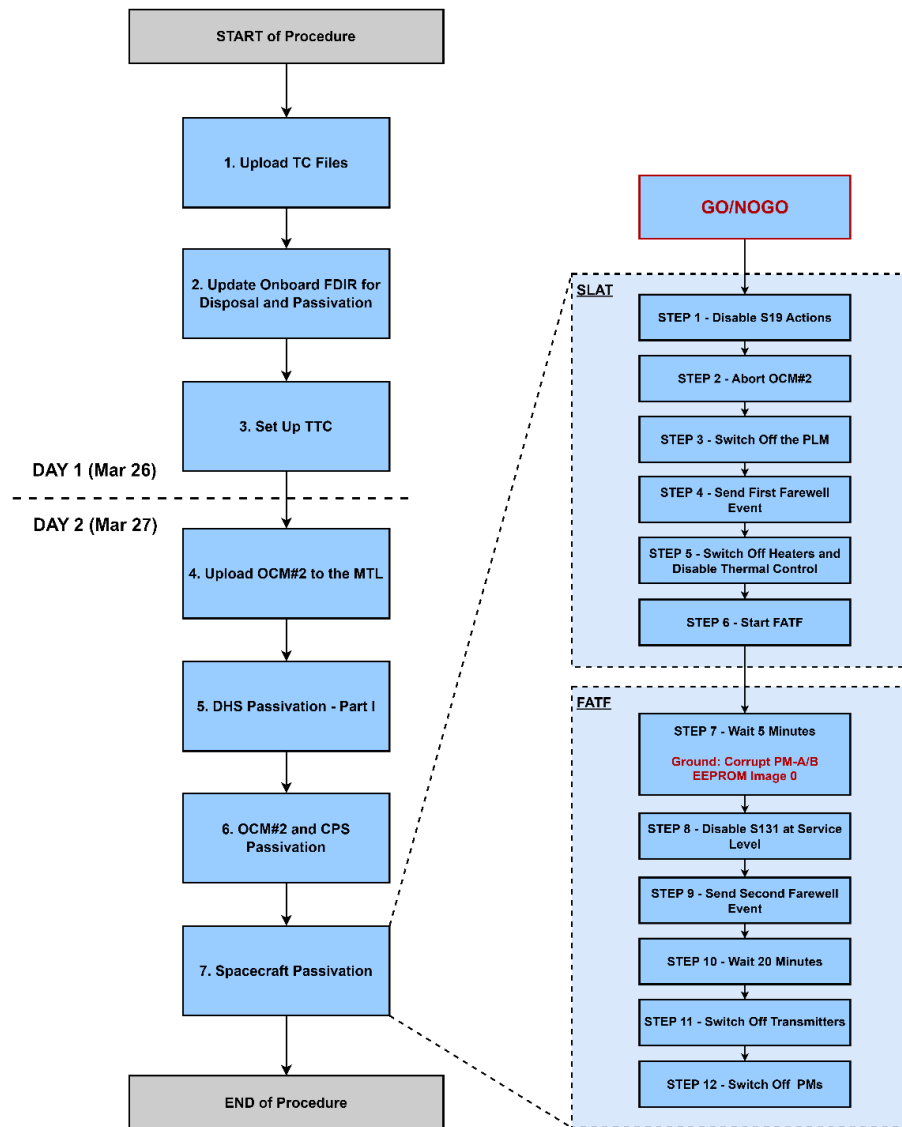 START of Procedure
1. Upload TC Files
2. Update Onboard FDIR for
Disposal and Passivation
3. Set Up TTC
DAY 1 (Mar 26)
DAY 2 (Mar 27)
4. Upload OCM#2 to the MTL
5. DHS Passivation - Part I
6. OCM#2 and CPS
Passivation
7. Spacecraft Passivation
END of Procedure
GO/NOGO
SLAT
STEP 1 - Disable S19 Actions
STEP 2 - Abort OCM#2
STEP 3 - Switch Off the PLM
STEP 4 - Send First Farewell
Event
STEP 5 - Switch Off Heaters and
Disable Thermal Control
STEP 6 - Start FATF
FATF
STEP 7 - Wait 5 Minutes
Ground: Corrupt PM-A/B
EEPROM Image 0
STEP 8 - Disable S131 at Service
Level
STEP 9 - Send Second Farewell
Event
STEP 10 - Wait 20 Minutes
STEP 11 - Switch Off Transmitters
STEP 12 - Switch Off PMs